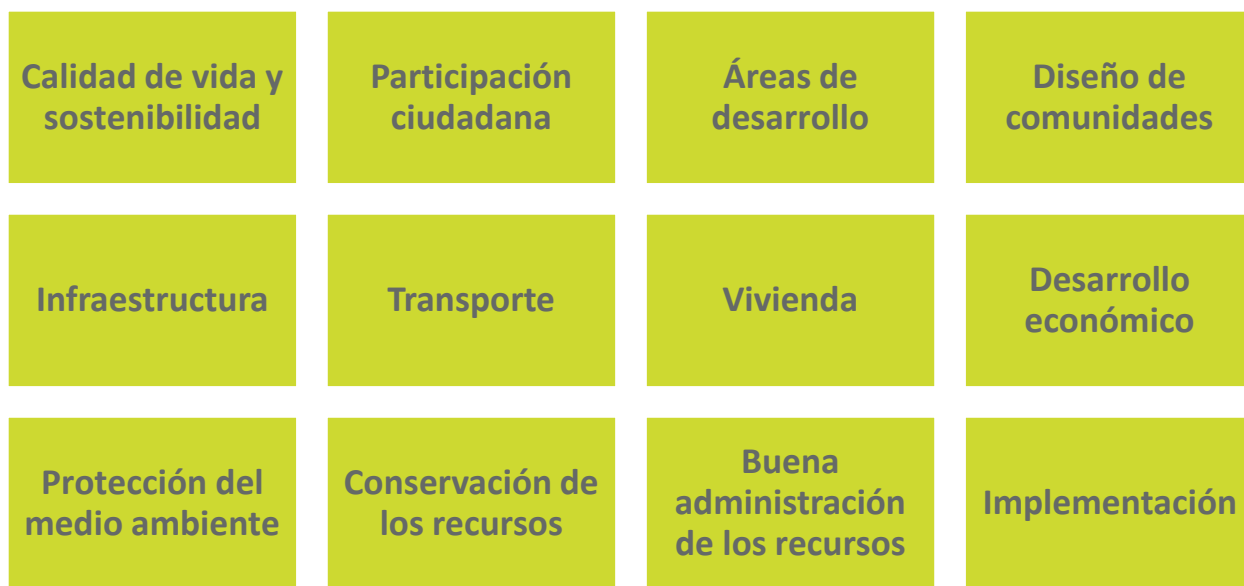 Calidad de vida y
sostenibilidad
Participación
ciudadana
Áreas de
desarrollo
Diseño de
comunidades
Infraestructura
Transporte
Vivienda
Desarrollo
económico
Protección del
medio ambiente
Conservación de
los recursos
Buena
administración
de los recursos
Implementación